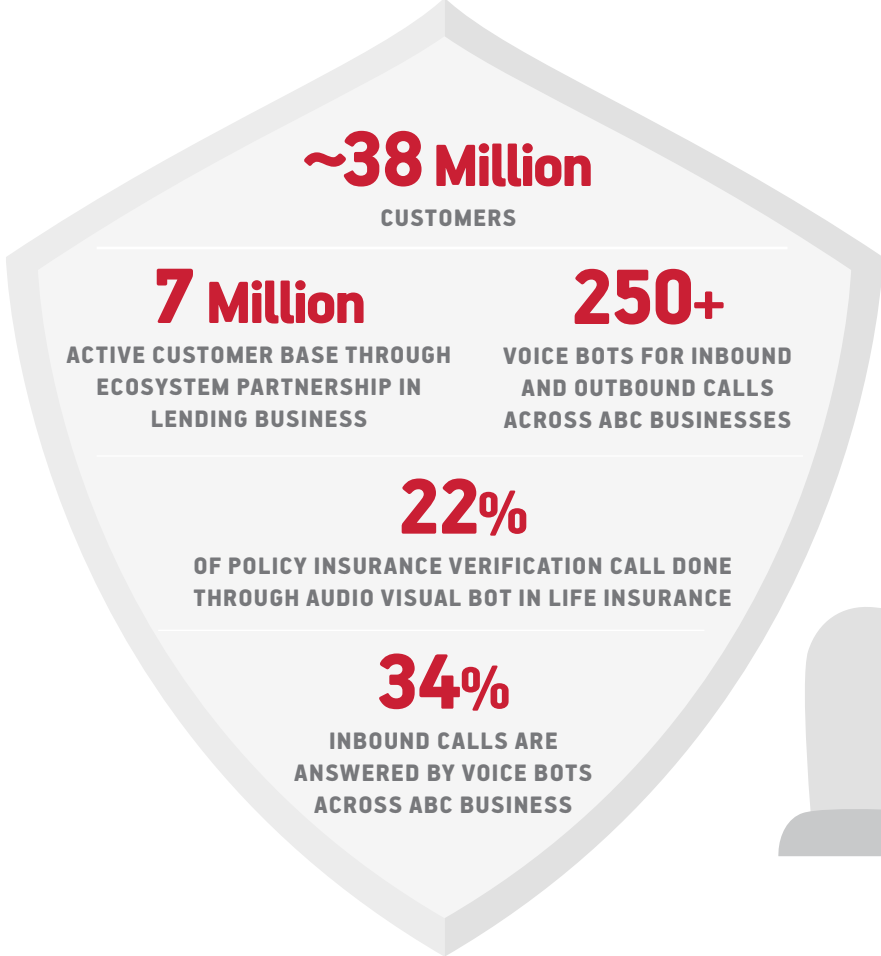 ~38 Million
CUSTOMERS
7 Million
ACTIVE CUSTOMER BASE THROUGH
ECOSYSTEM PARTNERSHIP IN
LENDING BUSINESS
250+
VOICE BOTS FOR INBOUND
AND OUTBOUND CALLS
ACROSS ABC BUSINESSES
22%
OF POLICY INSURANCE VERIFICATION CALL DONE
THROUGH AUDIO VISUAL BOT IN LIFE INSURANCE
34%
INBOUND CALLS ARE
ANSWERED BY VOICE BOTS
ACROSS ABC BUSINESS